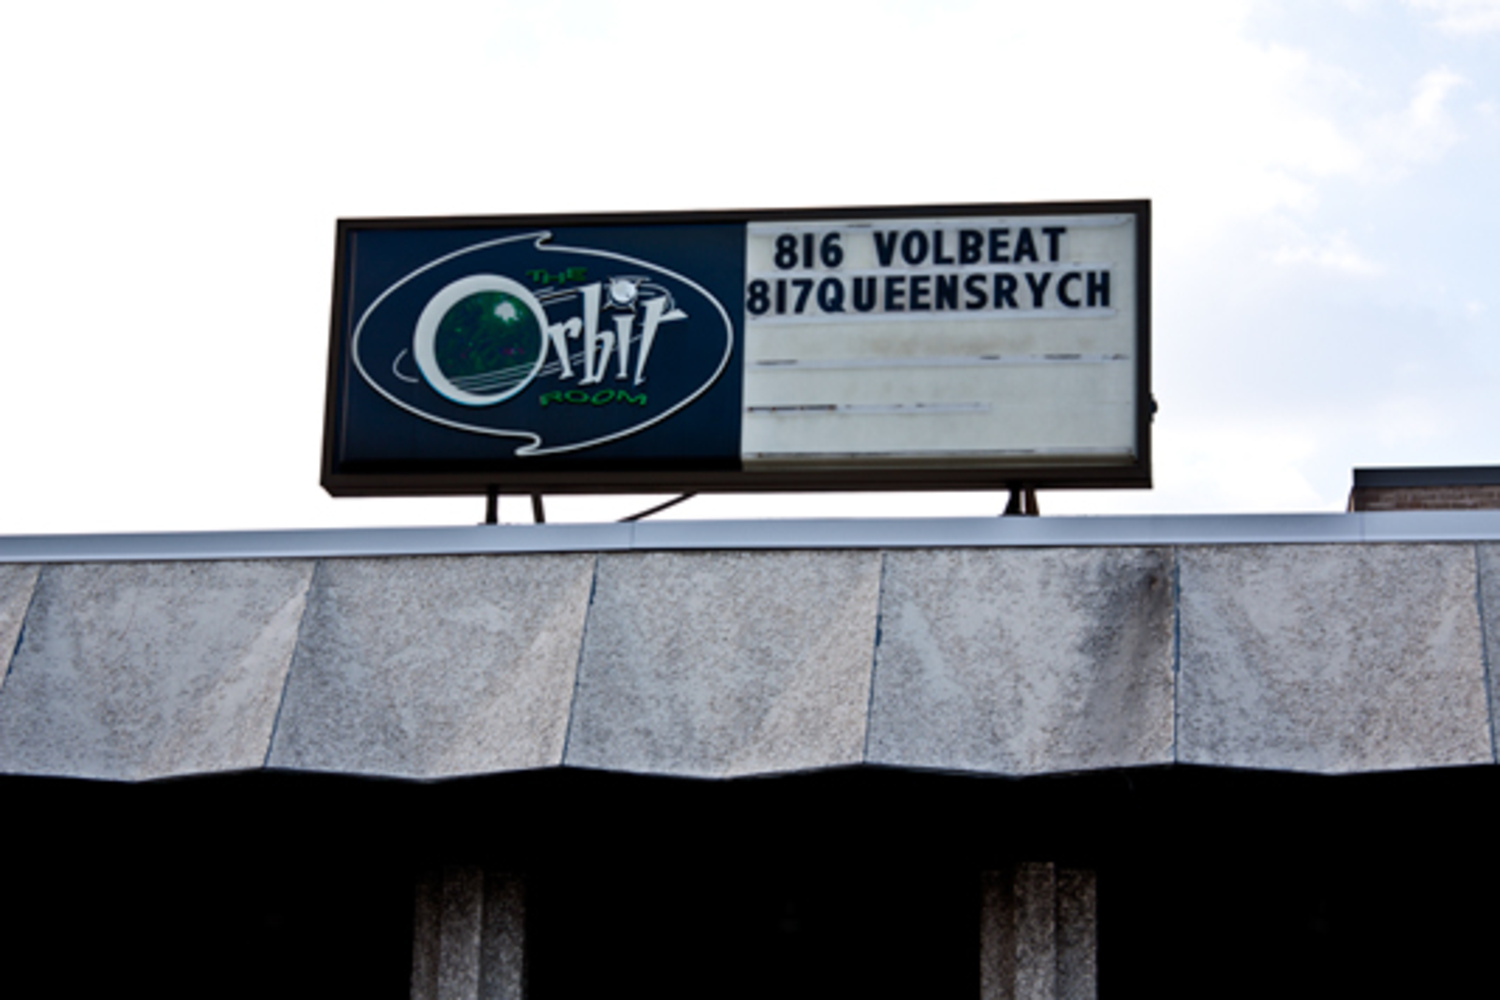 THE
Orbit
ROOM
816 VOLBEAT
817QUEENSRYCH